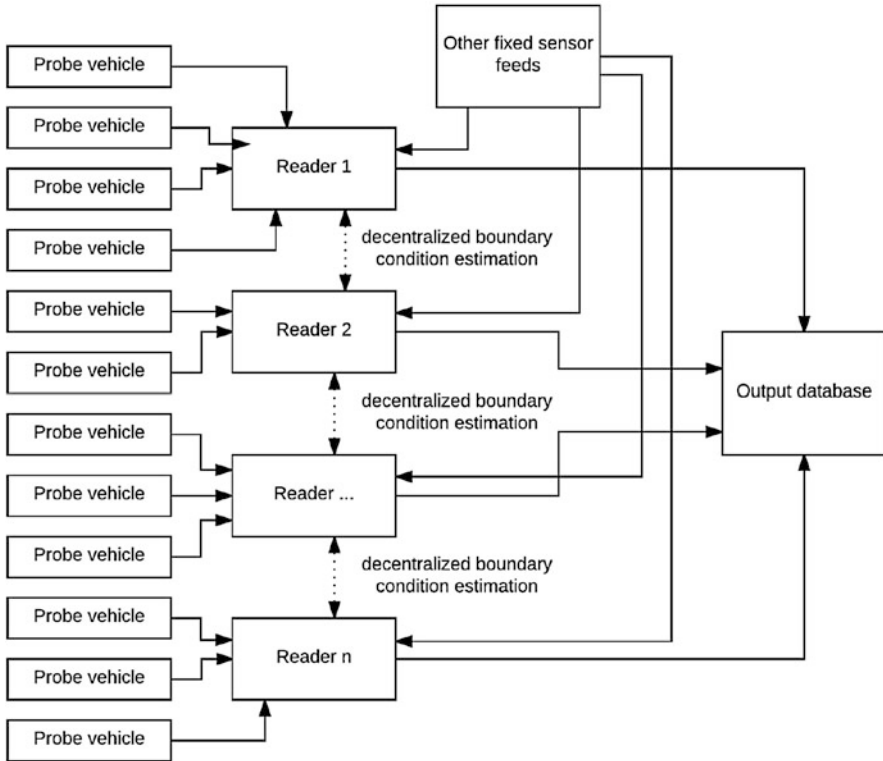 Other fixed sensor
feeds
Probe vehicle
Probe vehicle
Reader 1
Probe vehicle
Probe vehicle
decentralized boundary
condition estimation
Probe vehicle
Reader 2
Probe vehicle
Output database
decentralized boundary
condition estimation
Probe vehicle
Probe vehicle
Reader ...
Probe vehicle
decentralized boundary
condition estimation
Probe vehicle
Probe vehicle
Reader n
Probe vehicle